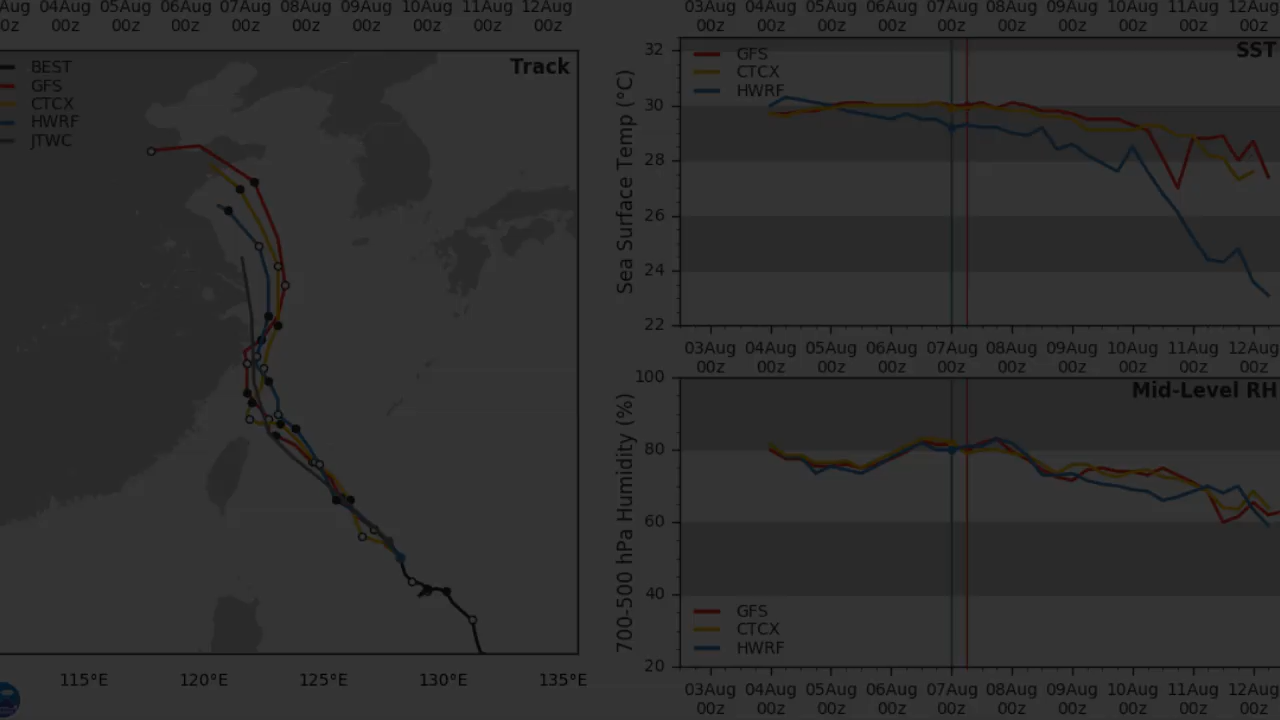 Aug 04Aug 05Aug 06Aug 07Aug 08Aug 09Aug 10Aug 11Aug 12Aug
0z 00z 00z 00z 00z 00z 00z 00z 00z 00z
BEST
GFS
CTCX
HWRF
JTWC
Track
115°E 120°E 125°E 130°E 135°E
03Aug 04Aug 05Aug 06Aug 07Aug 08Aug 09Aug 10Aug 11Aug 12Aug
00z 00z 00z 00z 00z 00z 00z 00z 00z 00z
SST
GFS
CTCX
HWRF
Sea Surface Temp (°C)
32
30
28
26
24
22
03Aug 04Aug 05Aug 06Aug 07Aug 08Aug 09Aug 10Aug 11Aug 12Aug
00z 00z 00z 00z 00z 00z 00z 00z 00z 00z
Mid-Level RH
700-500 hPa Humidity (%)
100
80
60
40
20
GFS
CTCX
HWRF
03Aug 04Aug 05Aug 06Aug 07Aug 08Aug 09Aug 10Aug 11Aug 12Aug
00z 00z 00z 00z 00z 00z 00z 00z 00z 00z